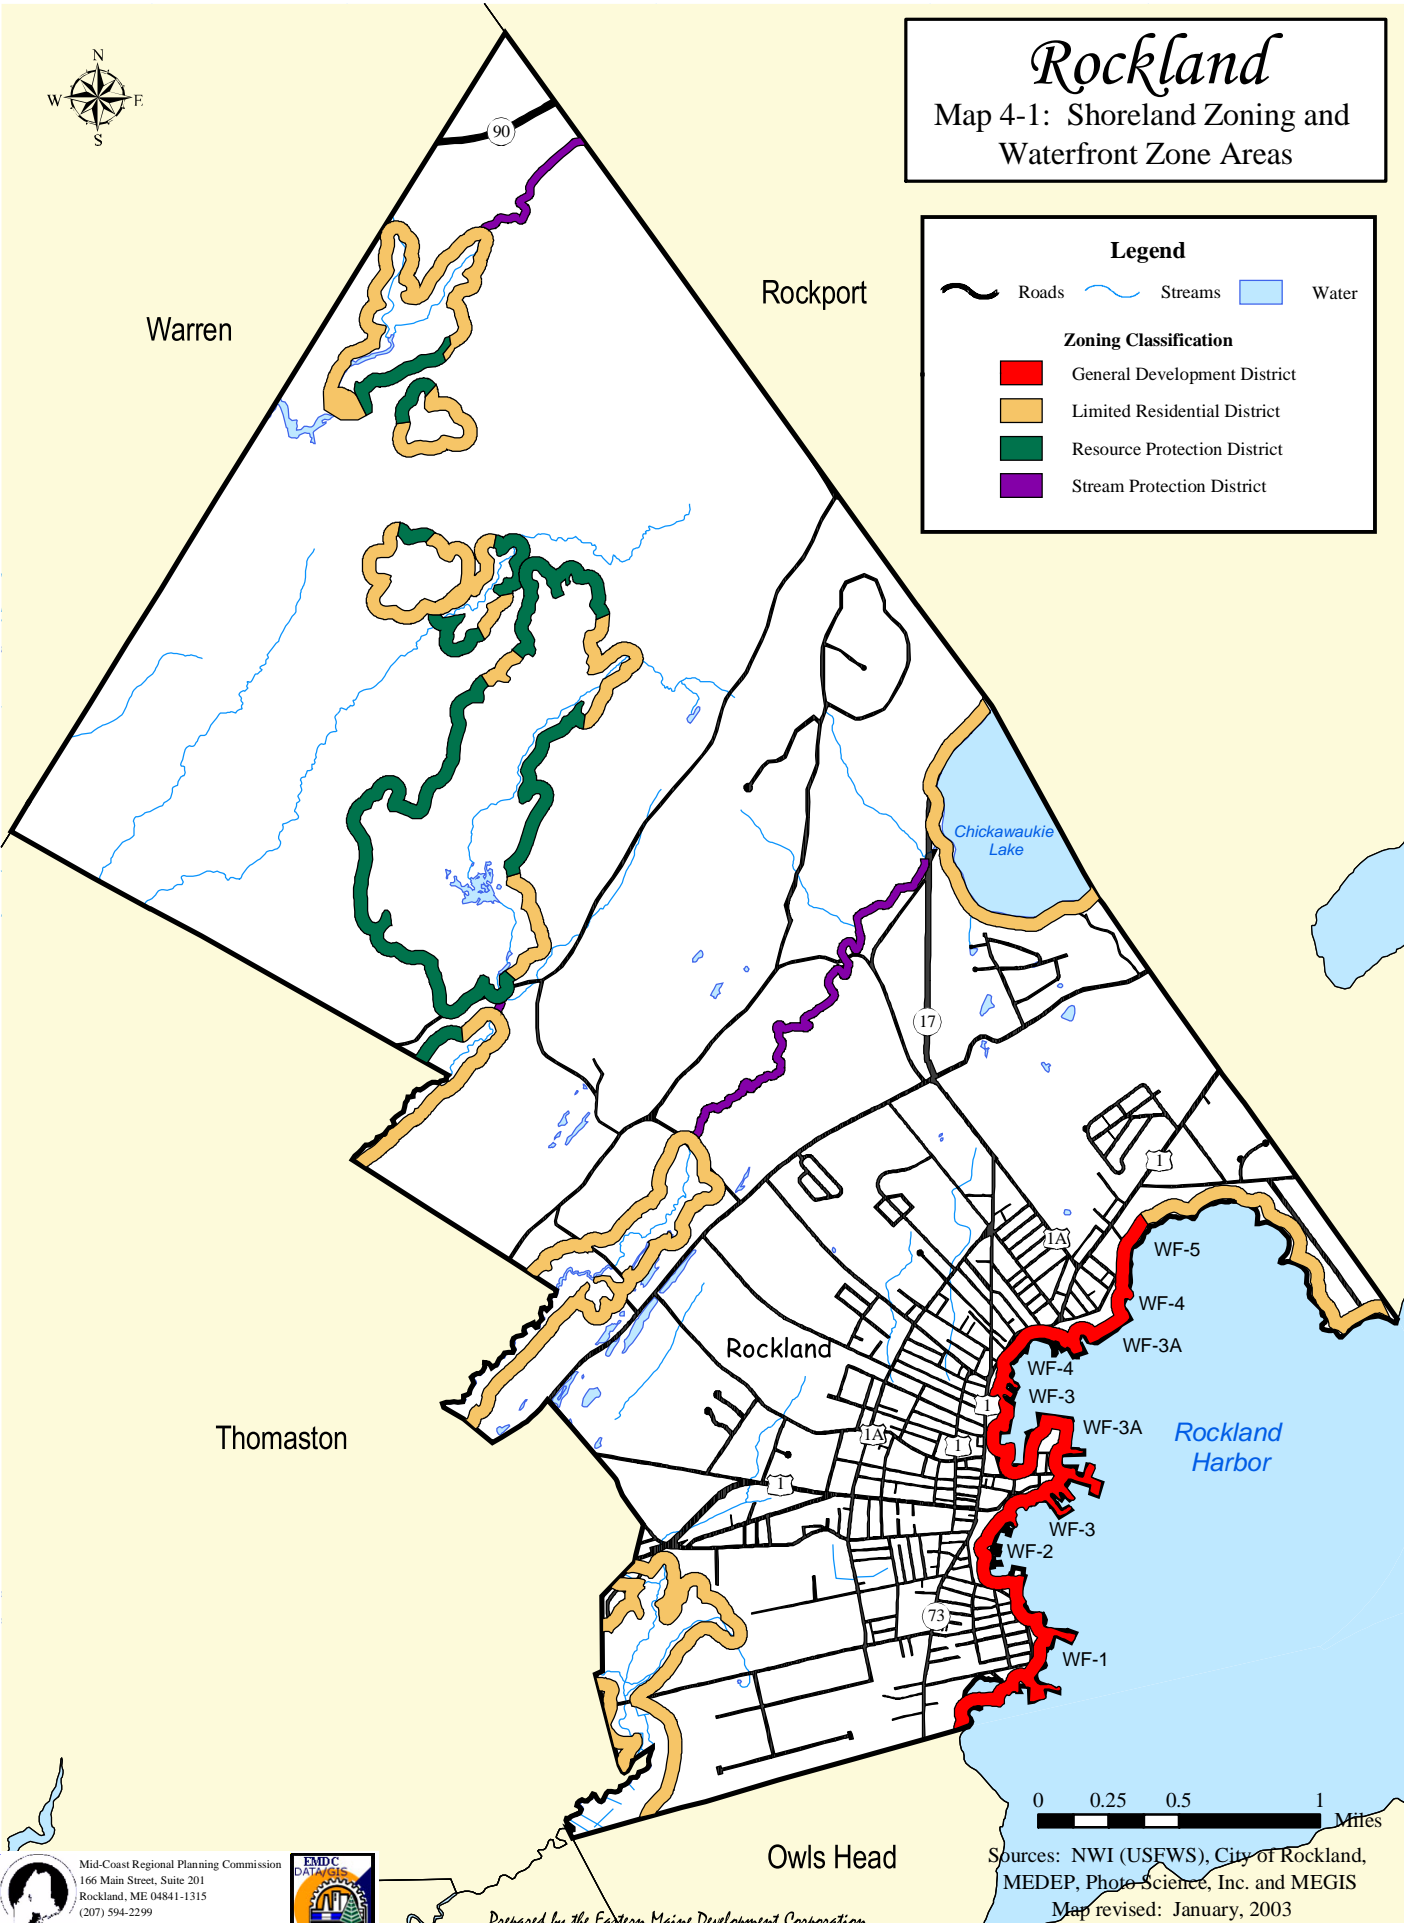 Rockland
Map 4-1: Shoreland Zoning and
Waterfront Zone Areas
N
W
E
S
90
Legend
Roads
Streams
Water
Zoning Classification
General Development District
Limited Residential District
Resource Protection District
Stream Protection District
Rockport
Warren
Chickawaukie
Lake
17
1
1A
WF-5
WF-4
WF-3A
Rockland
WF-4
WF-3
1
WF-3A
1A
1
Rockland
Harbor
Thomaston
1
WF-3
WF-2
73
WF-1
0
0.25
0.5
1
Miles
Owls Head
Sources: NWI (USFWS), City of Rockland,
MEDEP, Photo Science, Inc. and MEGIS
Map revised: January, 2003
Mid-Coast Regional Planning Commission
166 Main Street, Suite 201
Rockland, ME 04841-1315
(207) 594-2299
EMDC
DATA/GIS
Prepared by the Eastern Maine Development Corporation